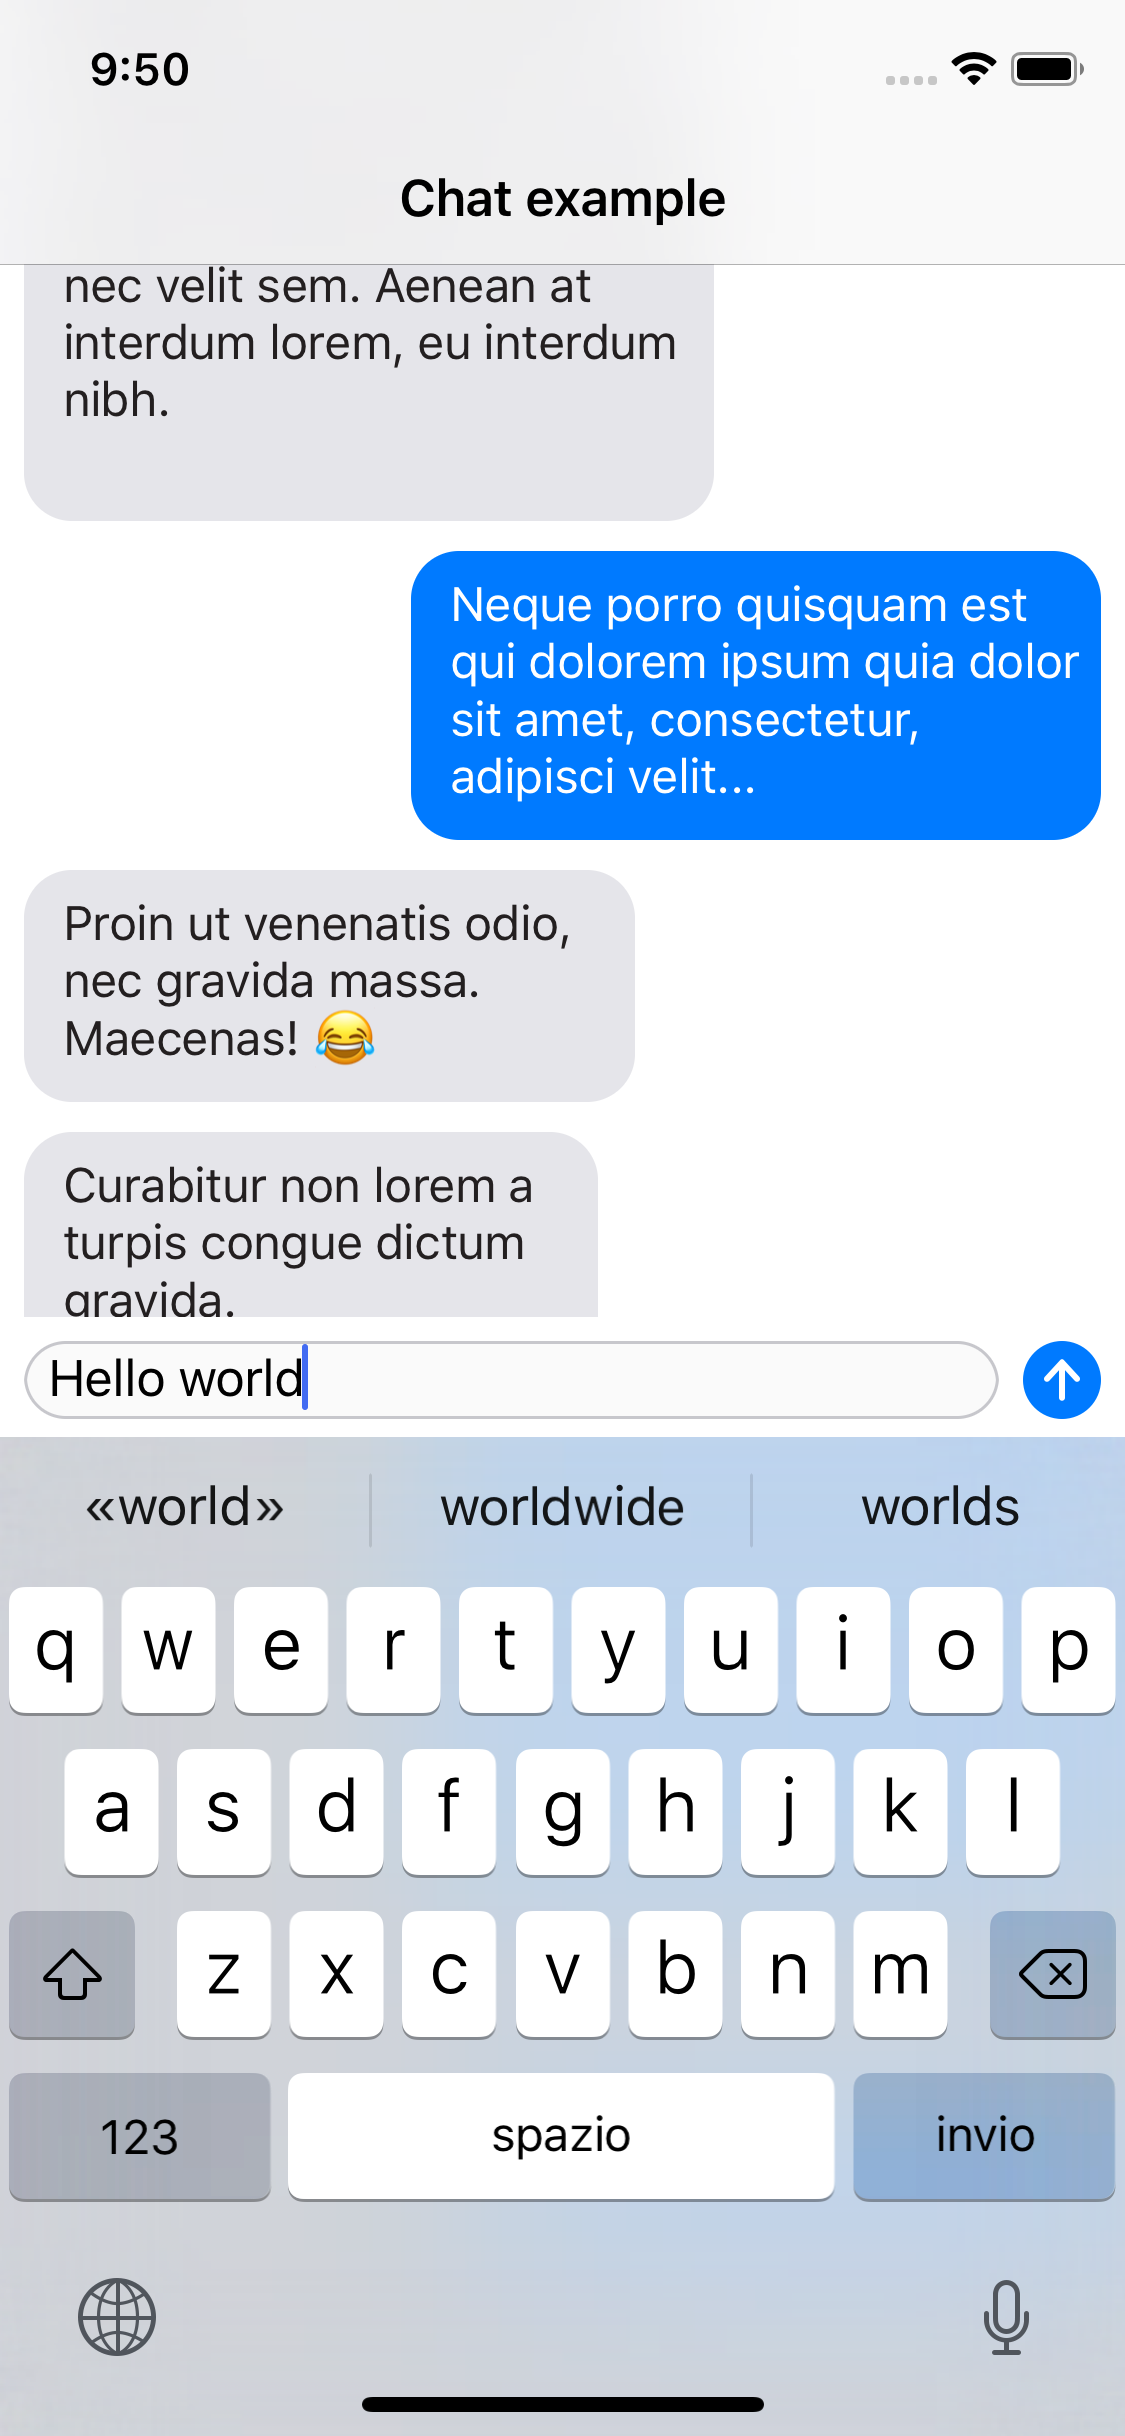 9:50
Chat example
nec velit sem. Aenean at
interdum lorem, eu interdum
nibh.
Neque porro quisquam est
qui dolorem ipsum quia dolor
sit amet, consectetur,
adipisci velit...
Proin ut venenatis odio,
nec gravida massa.
Maecenas! 😂
Curabitur non lorem a
turpis congue dictum
gravida.
Hello world
«world» worldwide worlds
q w e r t y u i o p
a s d f g h j k l
z x c v b n m
123 spazio invio